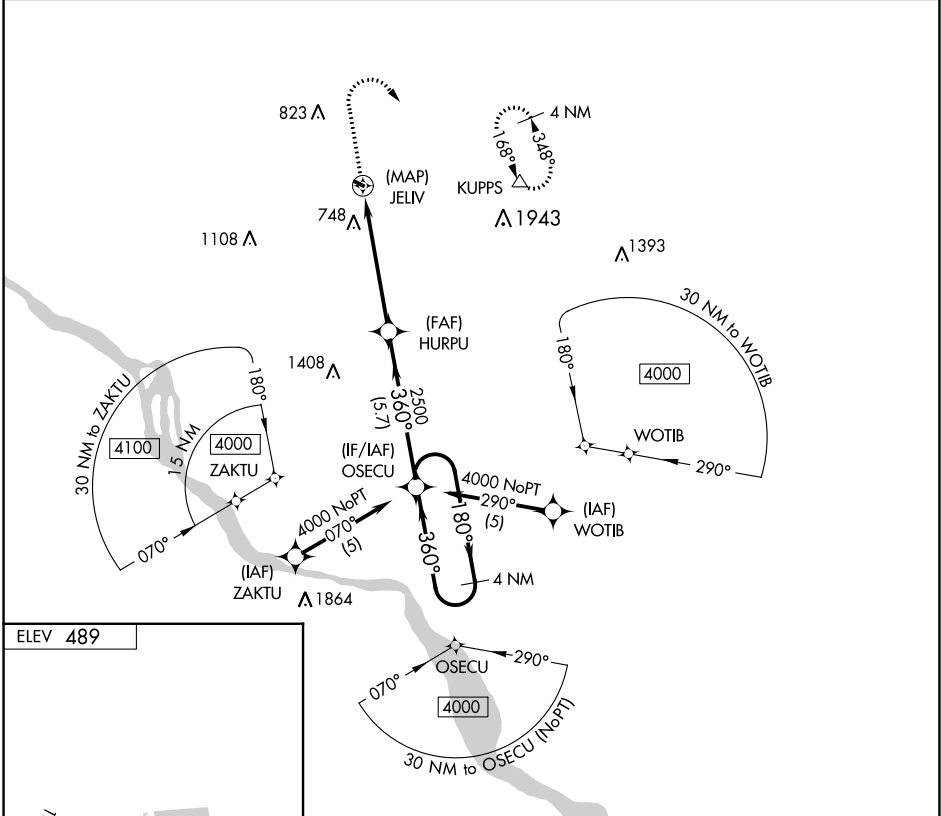 823
4 NM
168°
348°
(MAP)
JELIV
KUPPS
748
1943
1108
1393
(FAF)
HURPU
30 NM to WOTIB
180°
4000
1408
180°
2500
360°
(5.7)
30 NM to ZAKTU
4100
15 NM
4000
ZAKTU
(IF/IAF)
OSECU
WOTIB
290°
4000 NoPT
290°
(5)
(IAF)
WOTIB
180°
360°
4000 NoPT
070°
(5)
070°
(IAF)
ZAKTU
4 NM
1864
ELEV 489
OSECU
290°
070°
4000
30 NM to OSECU (NoPT)